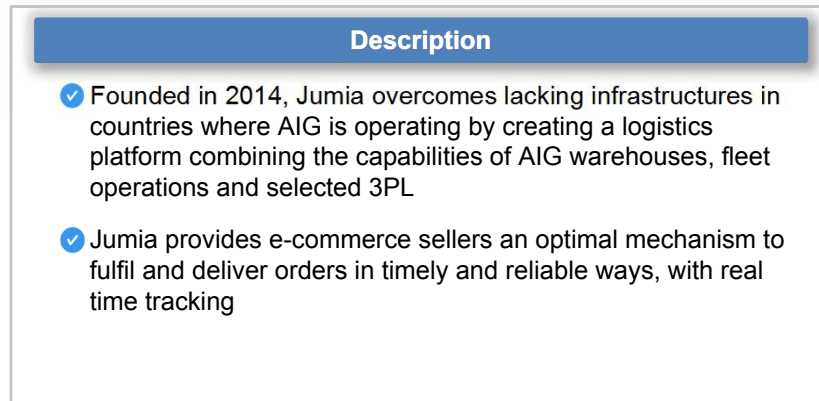 Description
Founded in 2014, Jumia overcomes lacking infrastructures in
countries where AIG is operating by creating a logistics
platform combining the capabilities of AIG warehouses, fleet
operations and selected 3PL
Jumia provides e-commerce sellers an optimal mechanism to
fulfil and deliver orders in timely and reliable ways, with real
time tracking